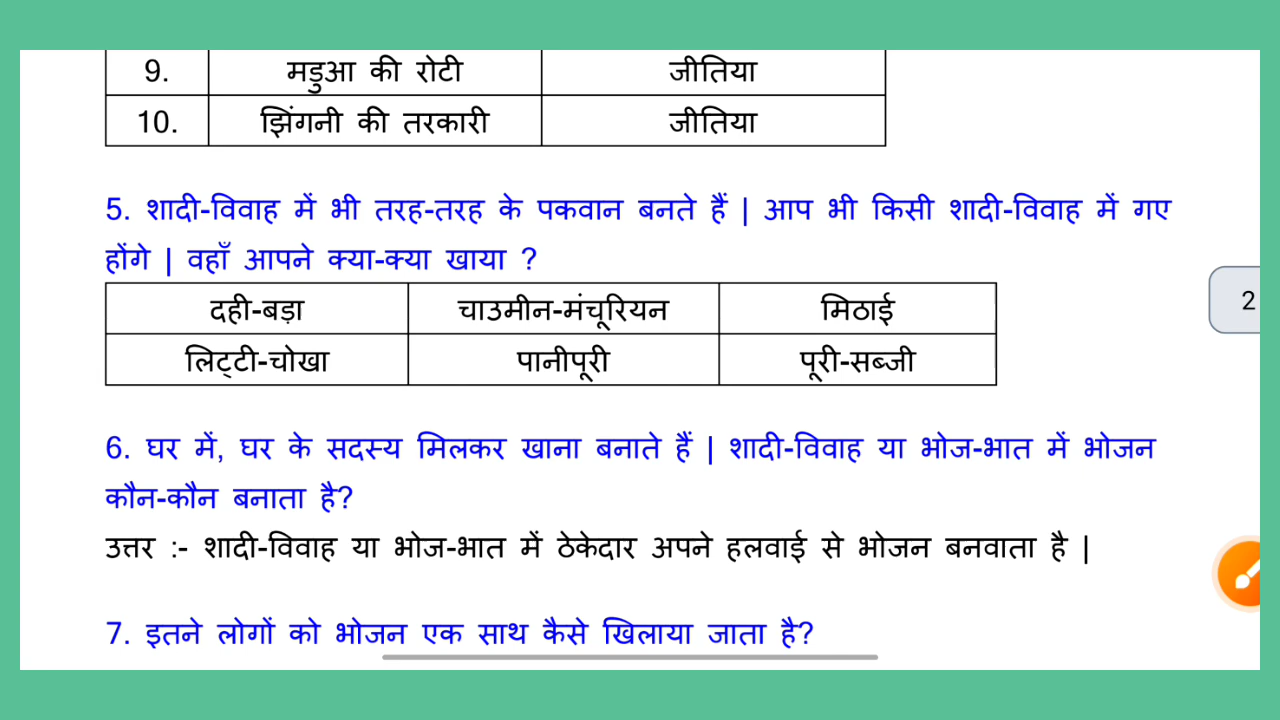 9. मडुआ की रोटी जीतिया
10. झिंगनी की तरकारी जीतिया
5. शादी-विवाह में भी तरह-तरह के पकवान बनते हैं | आप भी किसी शादी-विवाह में गए
होंगे | वहाँ आपने क्या-क्या खाया ?
दही-बड़ा चाउमीन-मंचूरियन मिठाई
लिट्टी-चोखा पानीपूरी पूरी-सब्जी
2
6. घर में, घर के सदस्य मिलकर खाना बनाते हैं | शादी-विवाह या भोज-भात में भोजन
कौन-कौन बनाता है?
उत्तर :- शादी-विवाह या भोज-भात में ठेकेदार अपने हलवाई से भोजन बनवाता है |
7. इतने लोगों को भोजन एक साथ कैसे खिलाया जाता है?